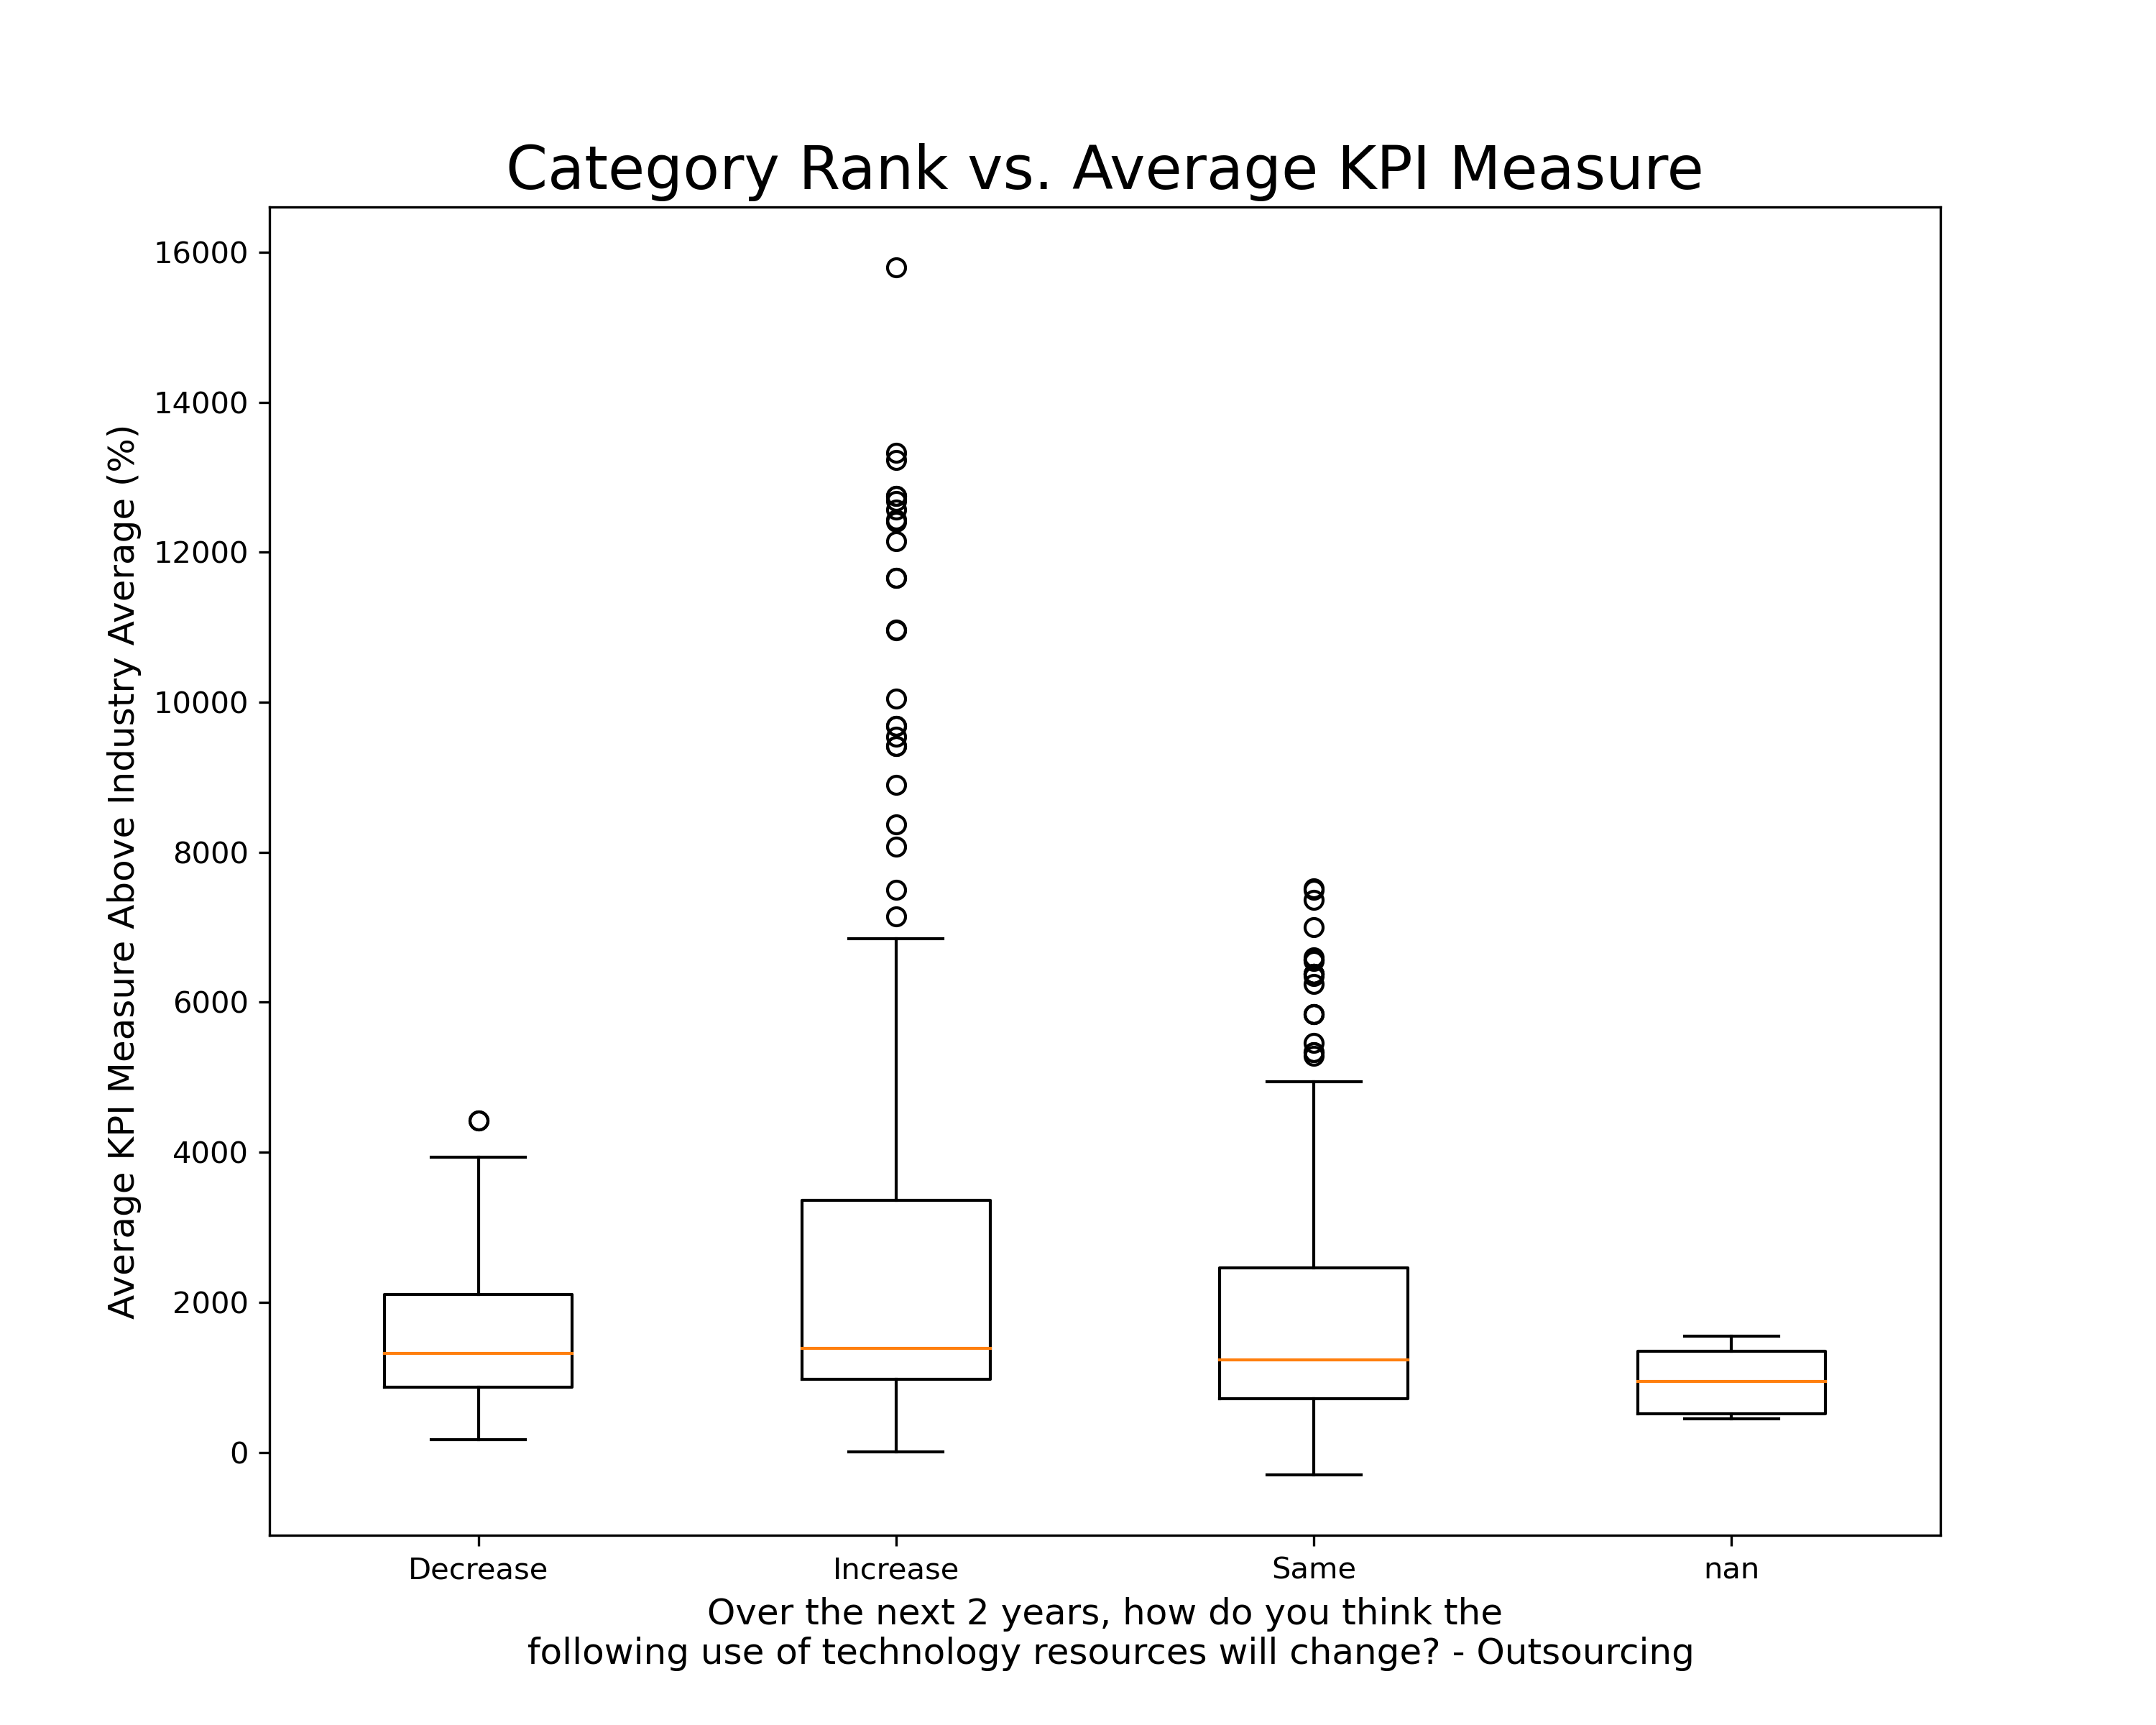 Category Rank vs. Average KPI Measure
Average KPI Measure Above Industry Average (%)
16000
14000
12000
10000
8000
6000
4000
2000
0
Decrease Increase Same nan
Over the next 2 years, how do you think the
following use of technology resources will change? - Outsourcing